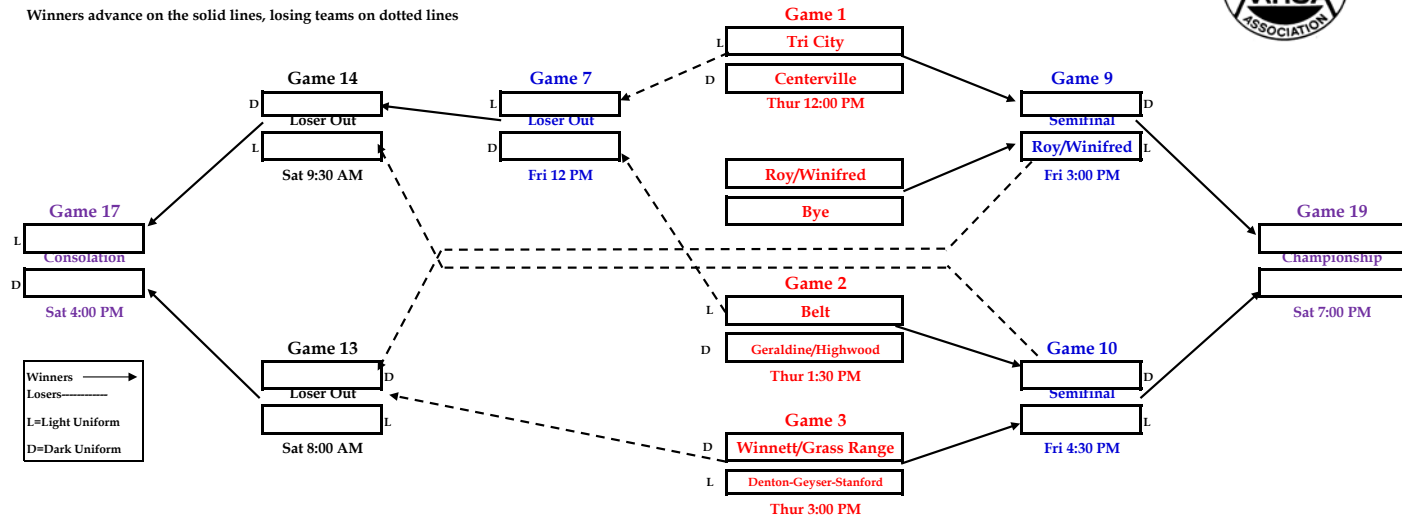 Winners advance on the solid lines, losing teams on dotted lines
ASSOCIATION
Game 1
L Tri City
D Centerville
Thur 12:00 PM
Game 14
D
Loser Out
L
Sat 9:30 AM
Game 7
L
Loser Out
D
Fri 12 PM
Game 9
D
Semifinal
Roy/Winifred L
Fri 3:00 PM
Roy/Winifred
Bye
Game 17
L
Consolation
D
Sat 4:00 PM
Game 19
Championship
Sat 7:00 PM
Game 2
L Belt
D Geraldine/Highwood
Thur 1:30 PM
Game 13
D
Loser Out
L
Sat 8:00 AM
Game 10
D
Semifinal
L
Fri 4:30 PM
Game 3
D Winnett/Grass Range
L Denton-Geyser-Stanford
Thur 3:00 PM
Winners
Losers------------
L=Light Uniform
D=Dark Uniform